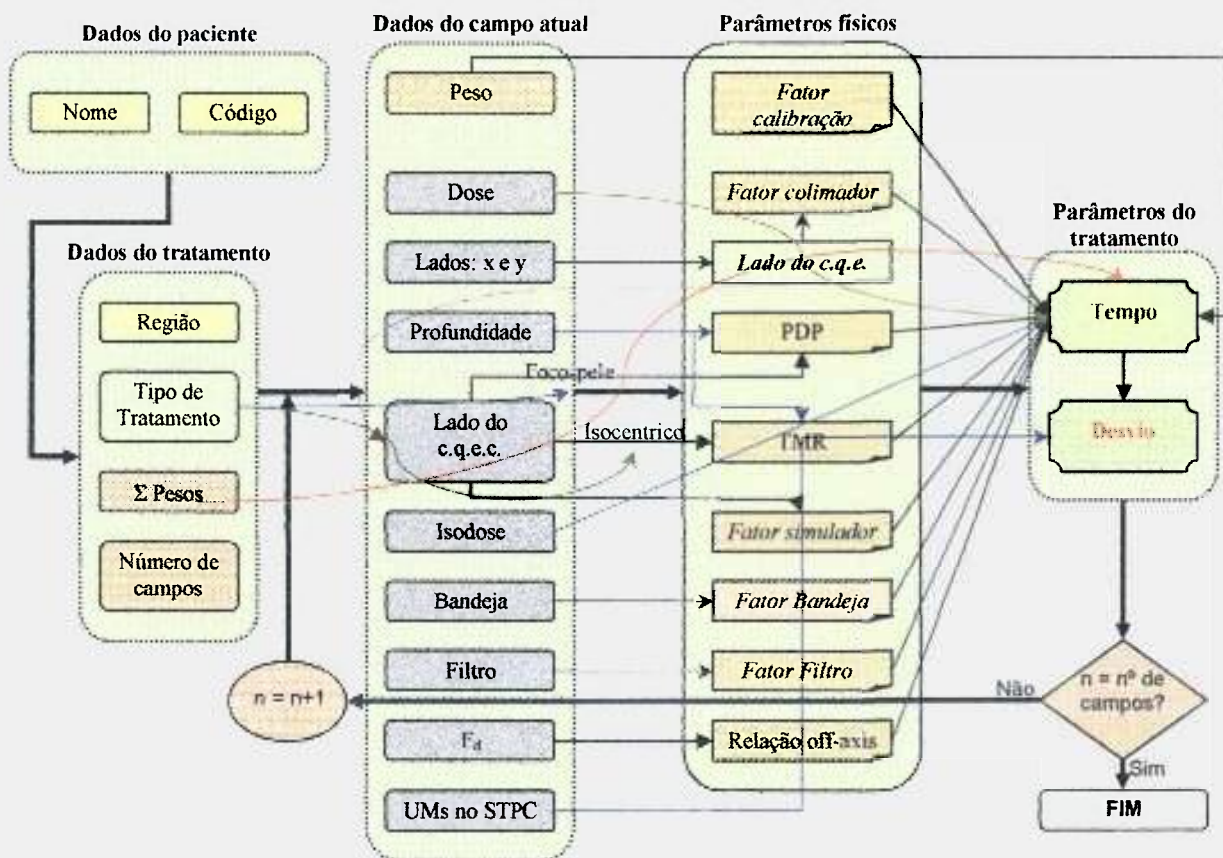 Dados do paciente
Nome
Código
Dados do tratamento
Região
Tipo de
Tratamento
Σ Pesos
Número de
campos
n = n+1
Dados do campo atual
Peso
Dose
Lados: x e y
Profundidade
Foco-pele
Lado do
c.q.e.c.
Isocentrico
Isodose
Bandeja
Filtro
Fd
UMs no STPC
Parâmetros físicos
Fator
calibração
Fator colimador
Lado do c.q.e.
PDP
TMR
Fator simulador
Fator Bandeja
Fator Filtro
Relação off-axis
Parâmetros do
tratamento
Tempo
Desvio
n = nº de
campos?
Não
Sim
FIM